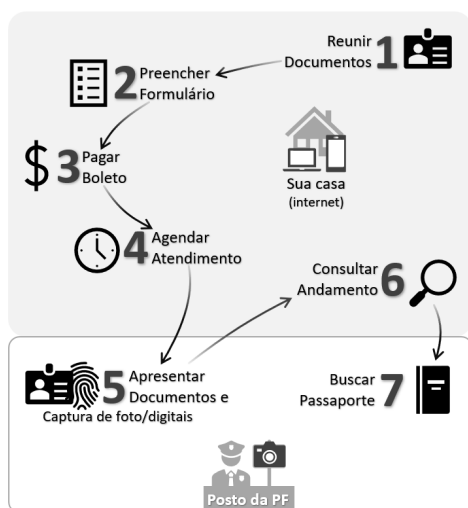 Reunir
Documentos 1
2 Preencher
Formulário
$ 3 Pagar
Boleto
Sua casa
(internet)
4 Agendar
Atendimento
Consultar
Andamento 6
5 Apresentar
Documentos e
Captura de foto/digitais
Buscar
Passaporte 7
Posto da PF